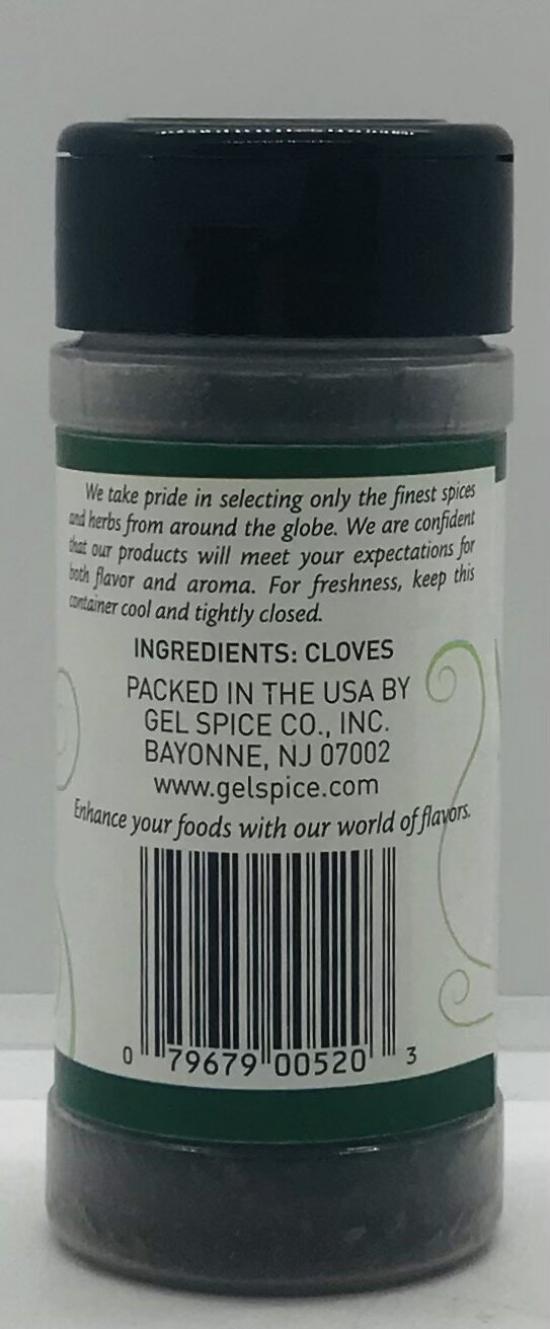 We take pride in selecting only the finest spices
and herbs from around the globe. We are confident
that our products will meet your expectations for
both flavor and aroma. For freshness, keep this
container cool and tightly closed.
INGREDIENTS: CLOVES
PACKED IN THE USA BY
GEL SPICE CO., INC.
BAYONNE, NJ 07002
www.gelspice.com
Enhance your foods with our world of flavors.
0 79679 00520 3